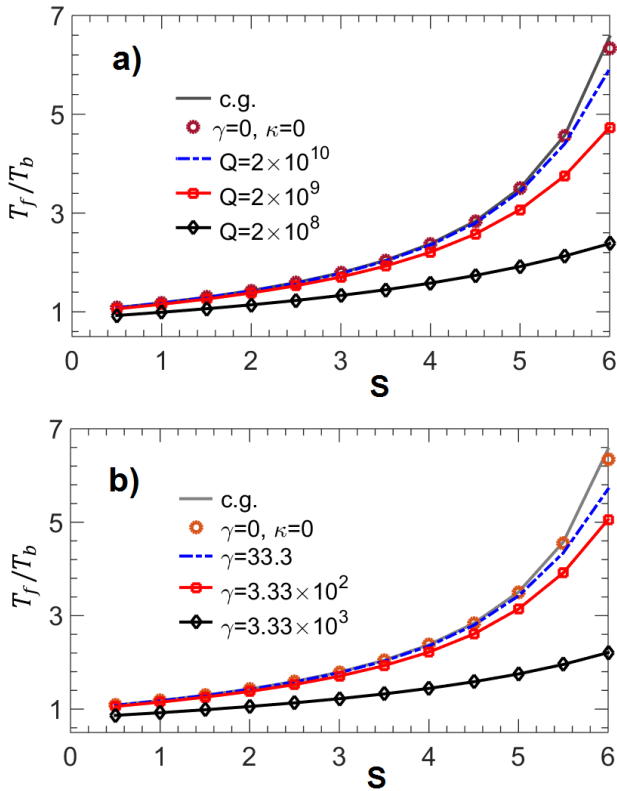 7
a)
5
c.g.
γ=0, κ=0
Q=2×10¹⁰
Q=2×10⁹
Q=2×10⁸
3
1
T_f/T_b
0 1 2 3 4 5 6
S
7
b)
5
c.g.
γ=0, κ=0
γ=33.3
γ=3.33×10²
γ=3.33×10³
3
1
T_f/T_b
0 1 2 3 4 5 6
S